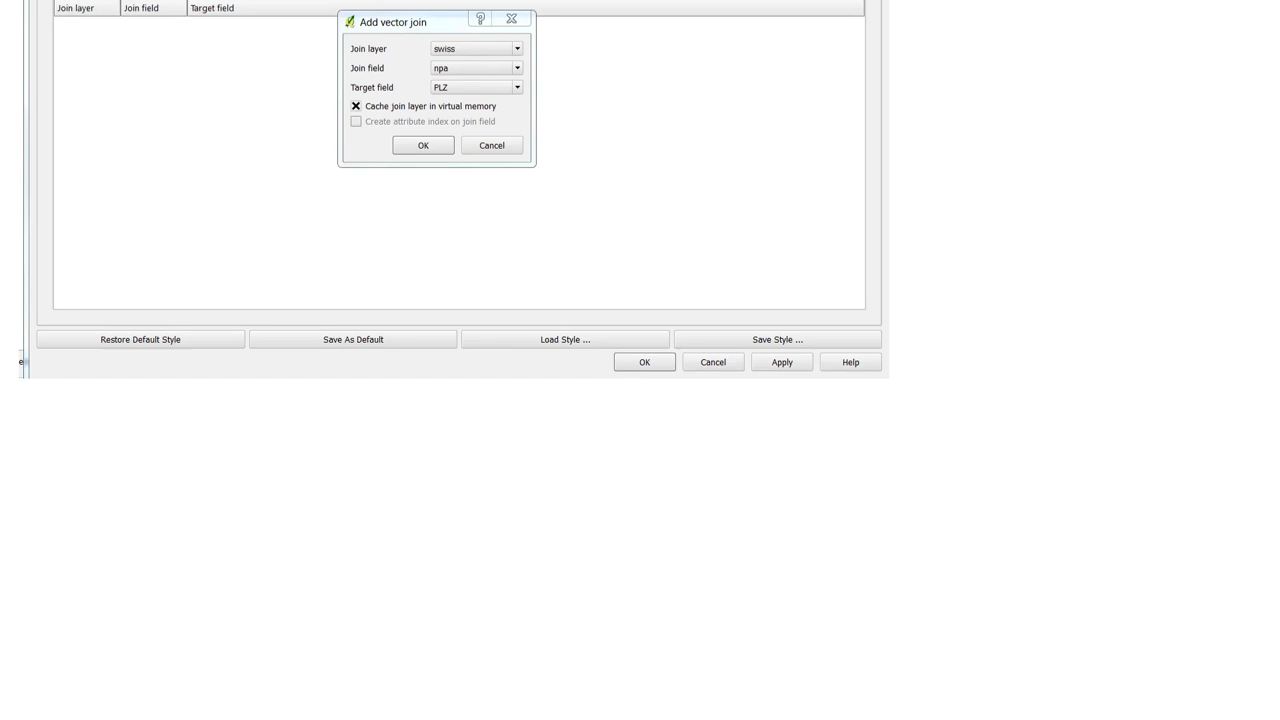 Join layer Join field Target field
Add vector join
Join layer swiss
Join field npa
Target field PLZ
Cache join layer in virtual memory
Create attribute index on join field
OK Cancel
Restore Default Style Save As Default Load Style ... Save Style ...
OK Cancel Apply Help